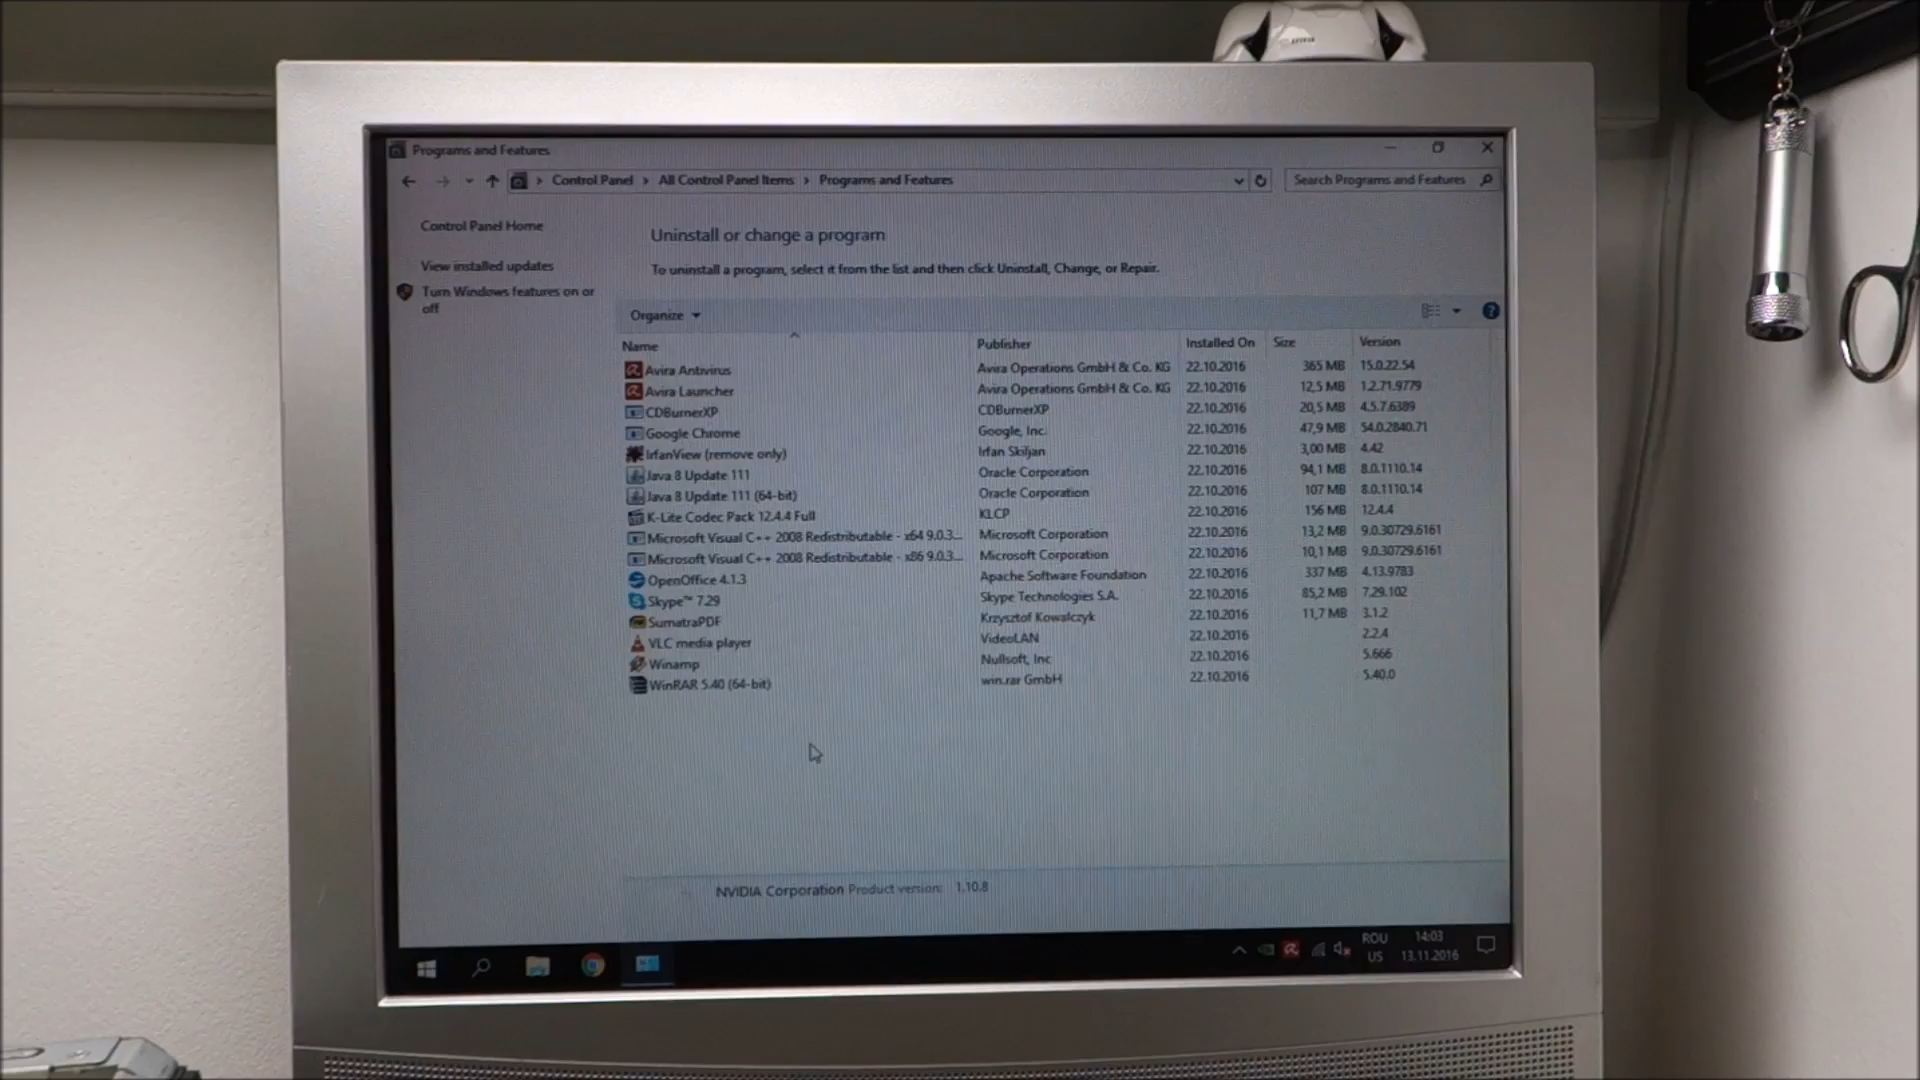 Programs and Features
Control Panel > All Control Panel Items > Programs and Features
Search Programs and Features
Control Panel Home
View installed updates
Turn Windows features on or
off
Uninstall or change a program
To uninstall a program, select it from the list and then click Uninstall, Change, or Repair.
Organize
Name Publisher Installed On Size Version
Avira Antivirus Avira Operations GmbH & Co. KG 22.10.2016 365 MB 15.0.22.54
Avira Launcher Avira Operations GmbH & Co. KG 22.10.2016 12,5 MB 1.2.71.9779
CDBurnerXP CDBurnerXP 22.10.2016 20,5 MB 4.5.7.6389
Google Chrome Google, Inc. 22.10.2016 47,9 MB 54.0.2840.71
IrfanView (remove only) Irfan Skiljan 22.10.2016 3,00 MB 4.42
Java 8 Update 111 Oracle Corporation 22.10.2016 94,1 MB 8.0.1110.14
Java 8 Update 111 (64-bit) Oracle Corporation 22.10.2016 107 MB 8.0.1110.14
K-Lite Codec Pack 12.4.4 Full KLCP 22.10.2016 156 MB 12.4.4
Microsoft Visual C++ 2008 Redistributable - x64 9.0.3... Microsoft Corporation 22.10.2016 13,2 MB 9.0.30729.6161
Microsoft Visual C++ 2008 Redistributable - x86 9.0.3... Microsoft Corporation 22.10.2016 10,1 MB 9.0.30729.6161
OpenOffice 4.1.3 Apache Software Foundation 22.10.2016 337 MB 4.13.9783
Skype™ 7.29 Skype Technologies S.A. 22.10.2016 85,2 MB 7.29.102
SumatraPDF Krzysztof Kowalczyk 22.10.2016 11,7 MB 3.1.2
VLC media player VideoLAN 22.10.2016 2.2.4
Winamp Nullsoft, Inc 22.10.2016 5.666
WinRAR 5.40 (64-bit) win.rar GmbH 22.10.2016 5.40.0
NVIDIA Corporation Product version: 1.10.8
ROU 14:03
US 13.11.2016